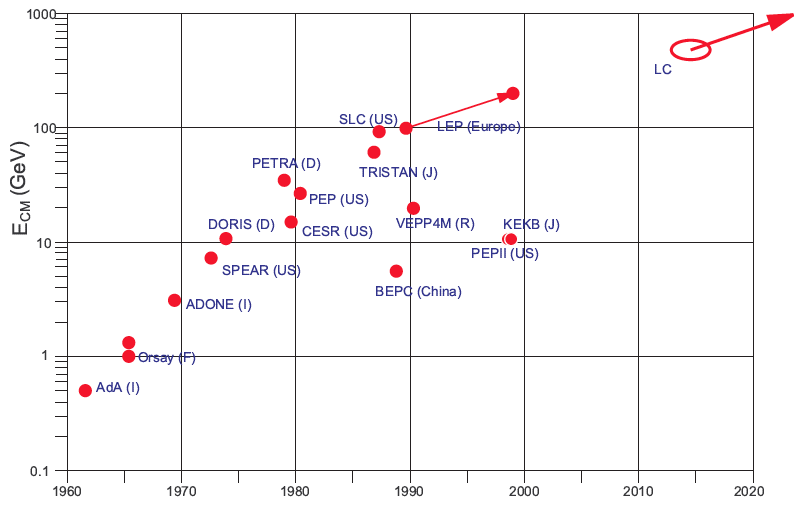 1000
LC
SLC (US)
LEP (Europe)
100
PETRA (D)
TRISTAN (J)
PEP (US)
DORIS (D)
CESR (US)
VEPP4M (R)
KEKB (J)
10
PEPII (US)
SPEAR (US)
BEPC (China)
ADONE (I)
1
Orsay (F)
AdA (I)
0.1
E_CM (GeV)
1960 1970 1980 1990 2000 2010 2020